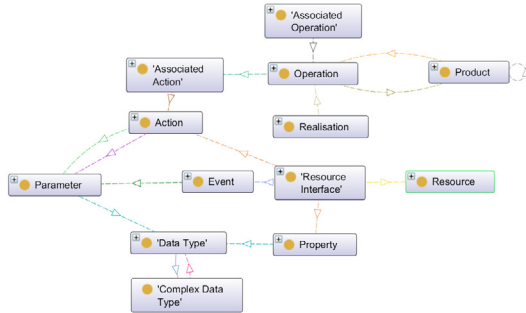 'Associated
Operation'
'Associated
Action'
Operation
Product
Action
Realisation
Parameter
Event
'Resource
Interface'
Resource
'Data Type'
Property
'Complex Data
Type'